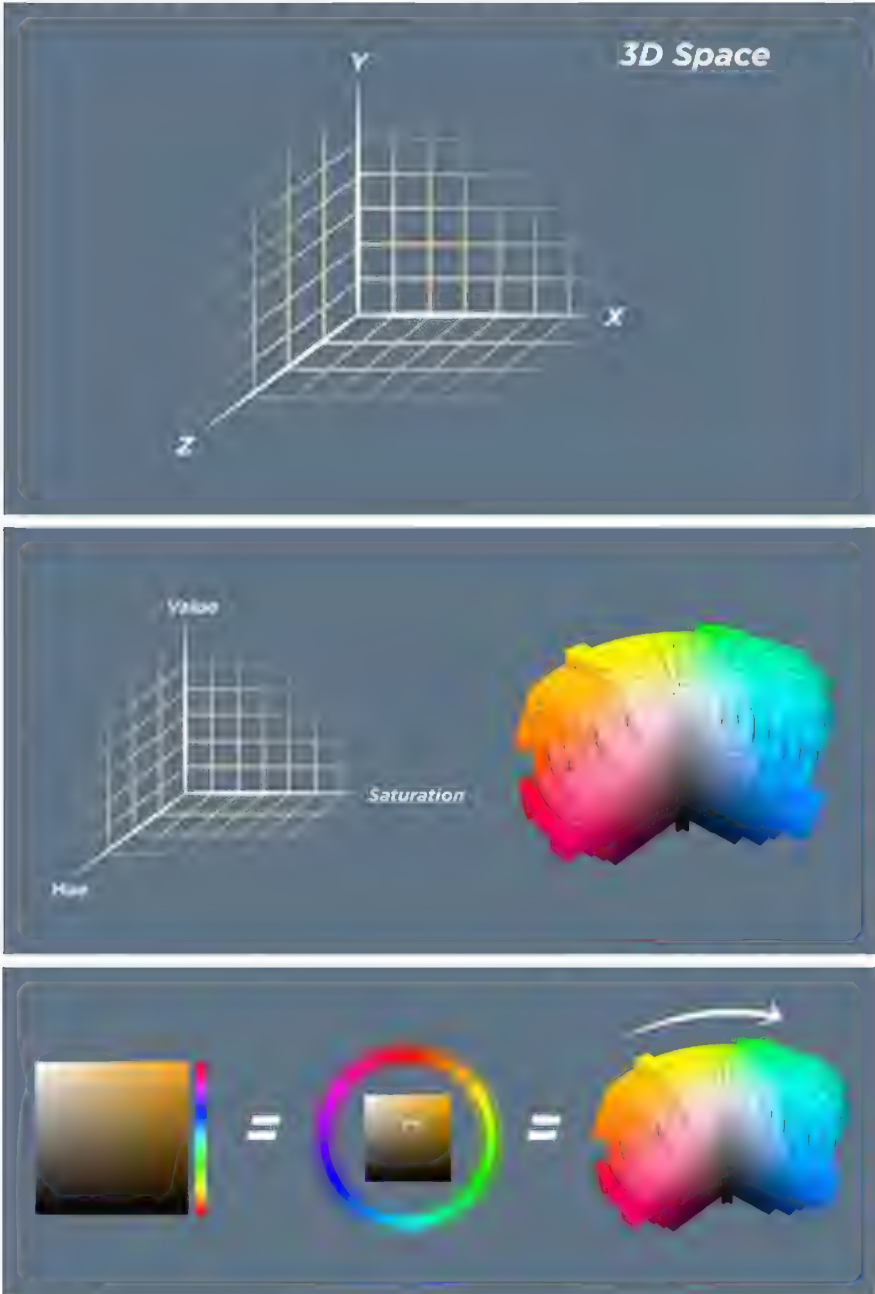 3D Space
Y
X
Z
Value
Saturation
Hue
=
=